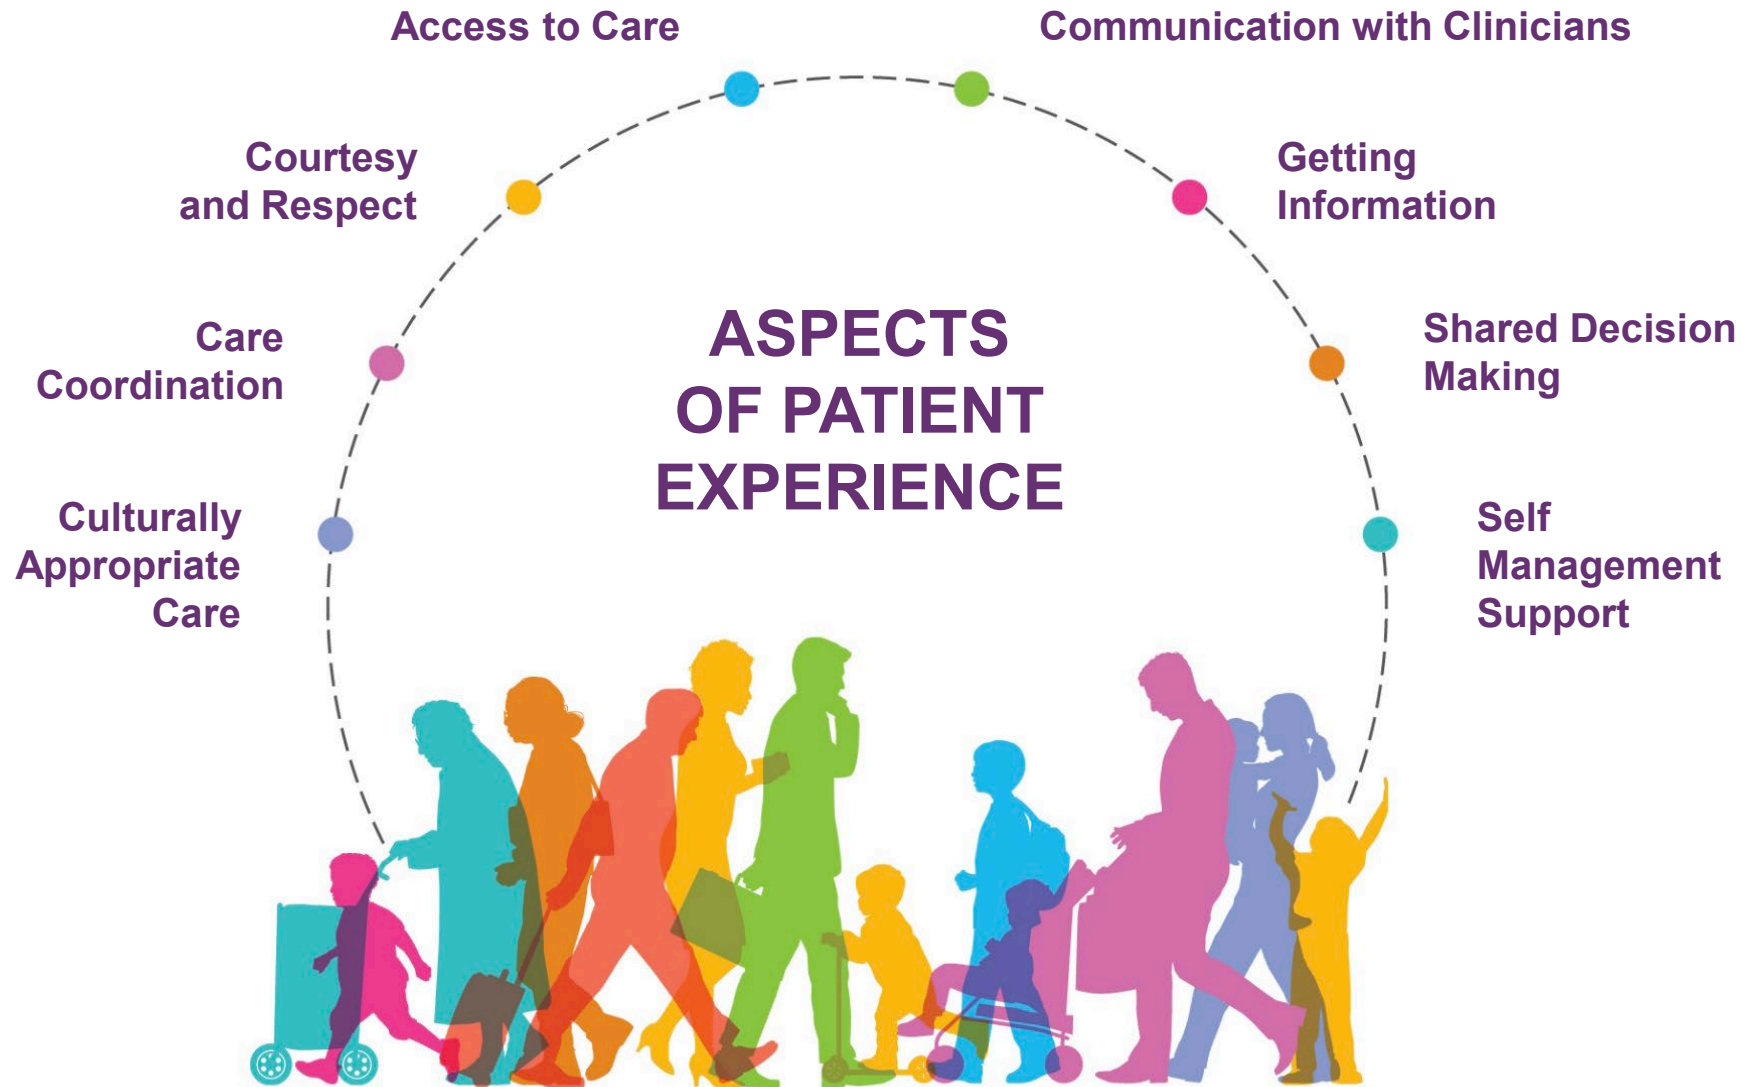 Access to Care
Communication with Clinicians
Courtesy
and Respect
Getting
Information
Care
Coordination
ASPECTS
OF PATIENT
EXPERIENCE
Shared Decision
Making
Culturally
Appropriate
Care
Self
Management
Support